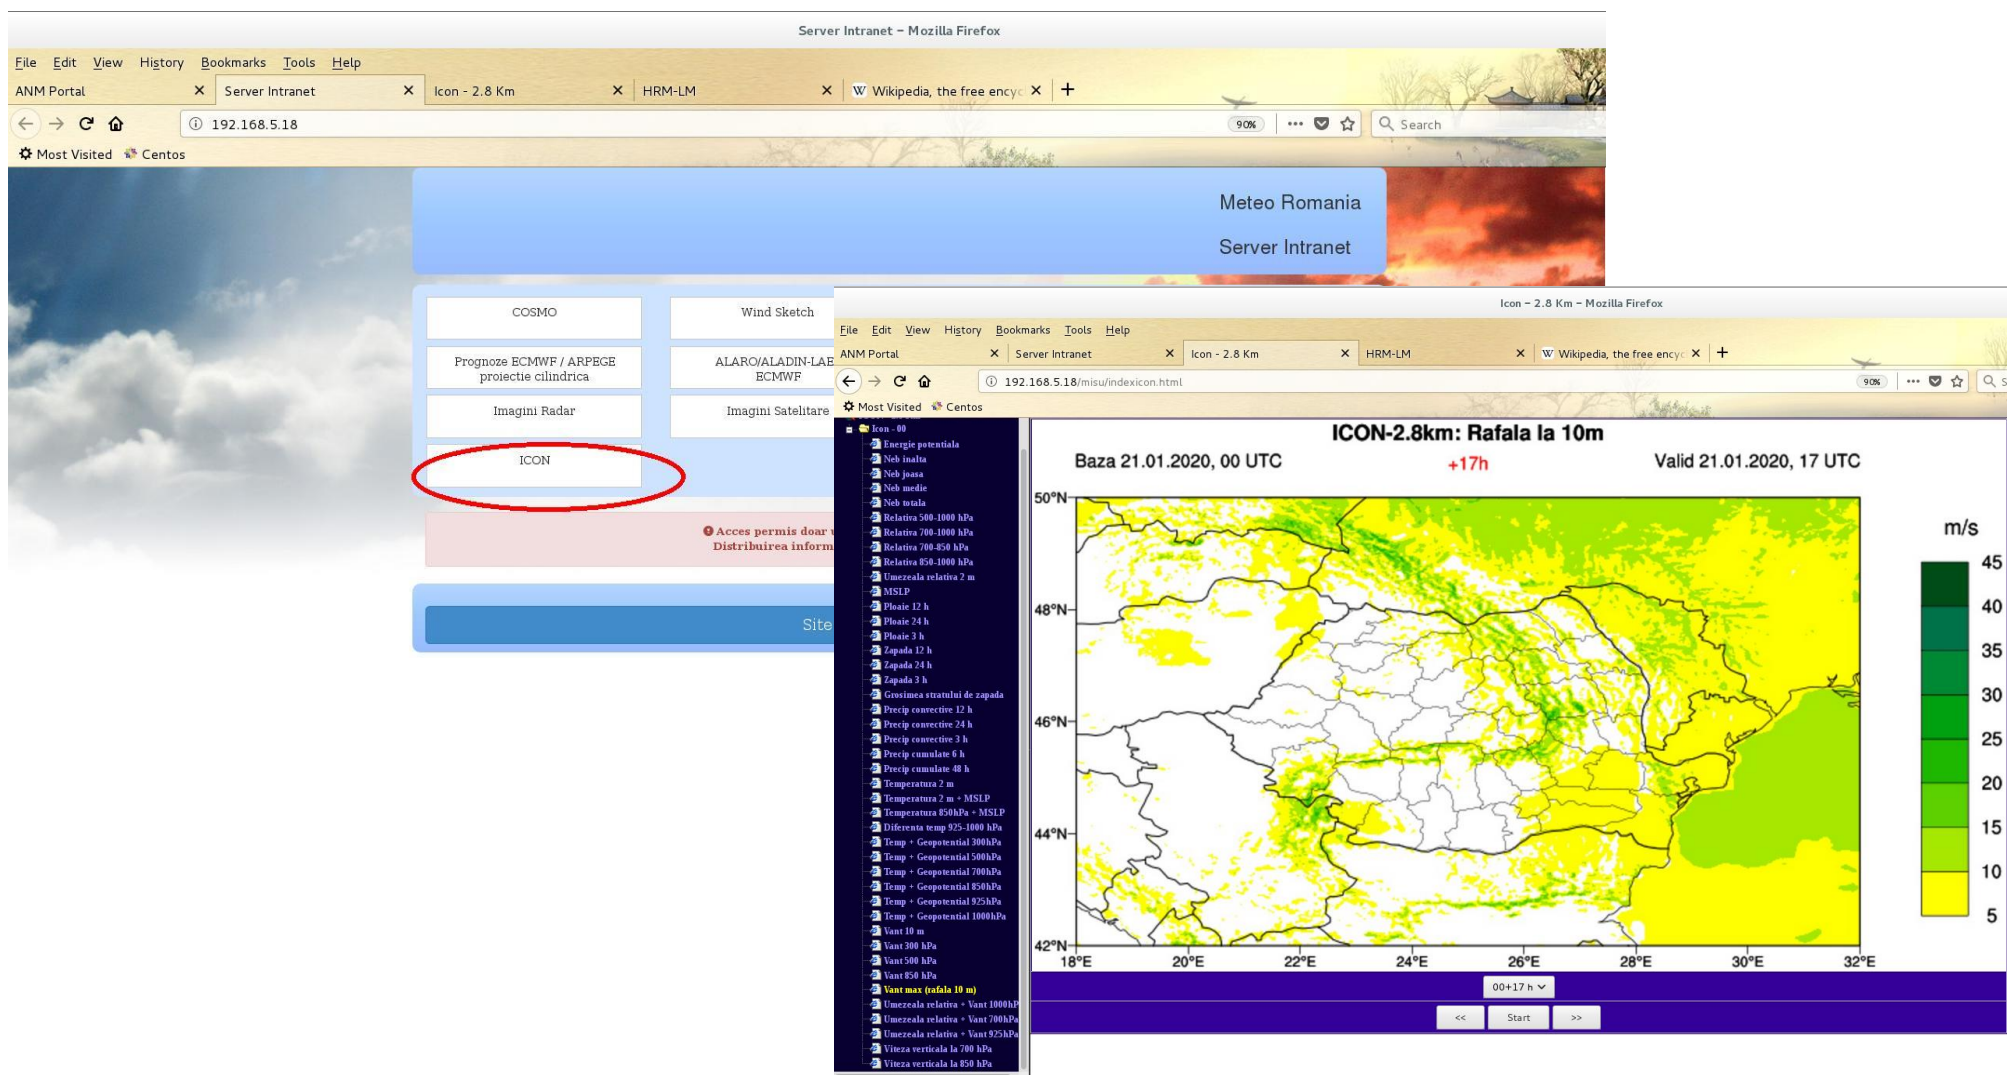 Server Intranet – Mozilla Firefox
File Edit View History Bookmarks Tools Help
ANM Portal
Server Intranet
Icon - 2.8 Km
HRM-LM
Wikipedia, the free ency
192.168.5.18
90%
Search
Most Visited
Centos
Meteo Romania
Server Intranet
COSMO
Wind Sketch
Prognoze ECMWF / ARPEGE
proiectie cilindrica
ALARO/ALADIN-LAE
ECMWF
Imagini Radar
Imagini Satelitare
ICON
Acces permis doar
Distribuirea inform
Site
Icon – 2.8 Km – Mozilla Firefox
File Edit View History Bookmarks Tools Help
ANM Portal
Server Intranet
Icon - 2.8 Km
HRM-LM
Wikipedia, the free ency
192.168.5.18/misu/indexicon.html
90%
Most Visited
Centos
Icon - 00
Energie potentiala
Neb inalta
Neb joasa
Neb medie
Neb totala
Relativa 500-1000 hPa
Relativa 700-1000 hPa
Relativa 700-850 hPa
Relativa 850-1000 hPa
Umezeala relativa 2 m
MSLP
Ploaie 12 h
Ploaie 24 h
Ploaie 3 h
Zapada 12 h
Zapada 24 h
Zapada 3 h
Grosimea stratului de zapada
Precip convective 12 h
Precip convective 24 h
Precip convective 3 h
Precip cumulate 6 h
Precip cumulate 48 h
Temperatura 2 m
Temperatura 2 m + MSLP
Temperatura 850hPa + MSLP
Diferenta temp 925-1000 hPa
Temp + Geopotential 300hPa
Temp + Geopotential 500hPa
Temp + Geopotential 700hPa
Temp + Geopotential 850hPa
Temp + Geopotential 925hPa
Temp + Geopotential 1000hPa
Vant 10 m
Vant 300 hPa
Vant 500 hPa
Vant 850 hPa
Vant max (rafala 10 m)
Umezeala relativa + Vant 1000hP
Umezeala relativa + Vant 700hPa
Umezeala relativa + Vant 925hPa
Viteza verticala la 700 hPa
Viteza verticala la 850 hPa
ICON-2.8km: Rafala la 10m
Baza 21.01.2020, 00 UTC
+17h
Valid 21.01.2020, 17 UTC
50°N
48°N
46°N
44°N
42°N
18°E 20°E 22°E 24°E 26°E 28°E 30°E 32°E
m/s
45
40
35
30
25
20
15
10
5
00+17 h
<< Start >>